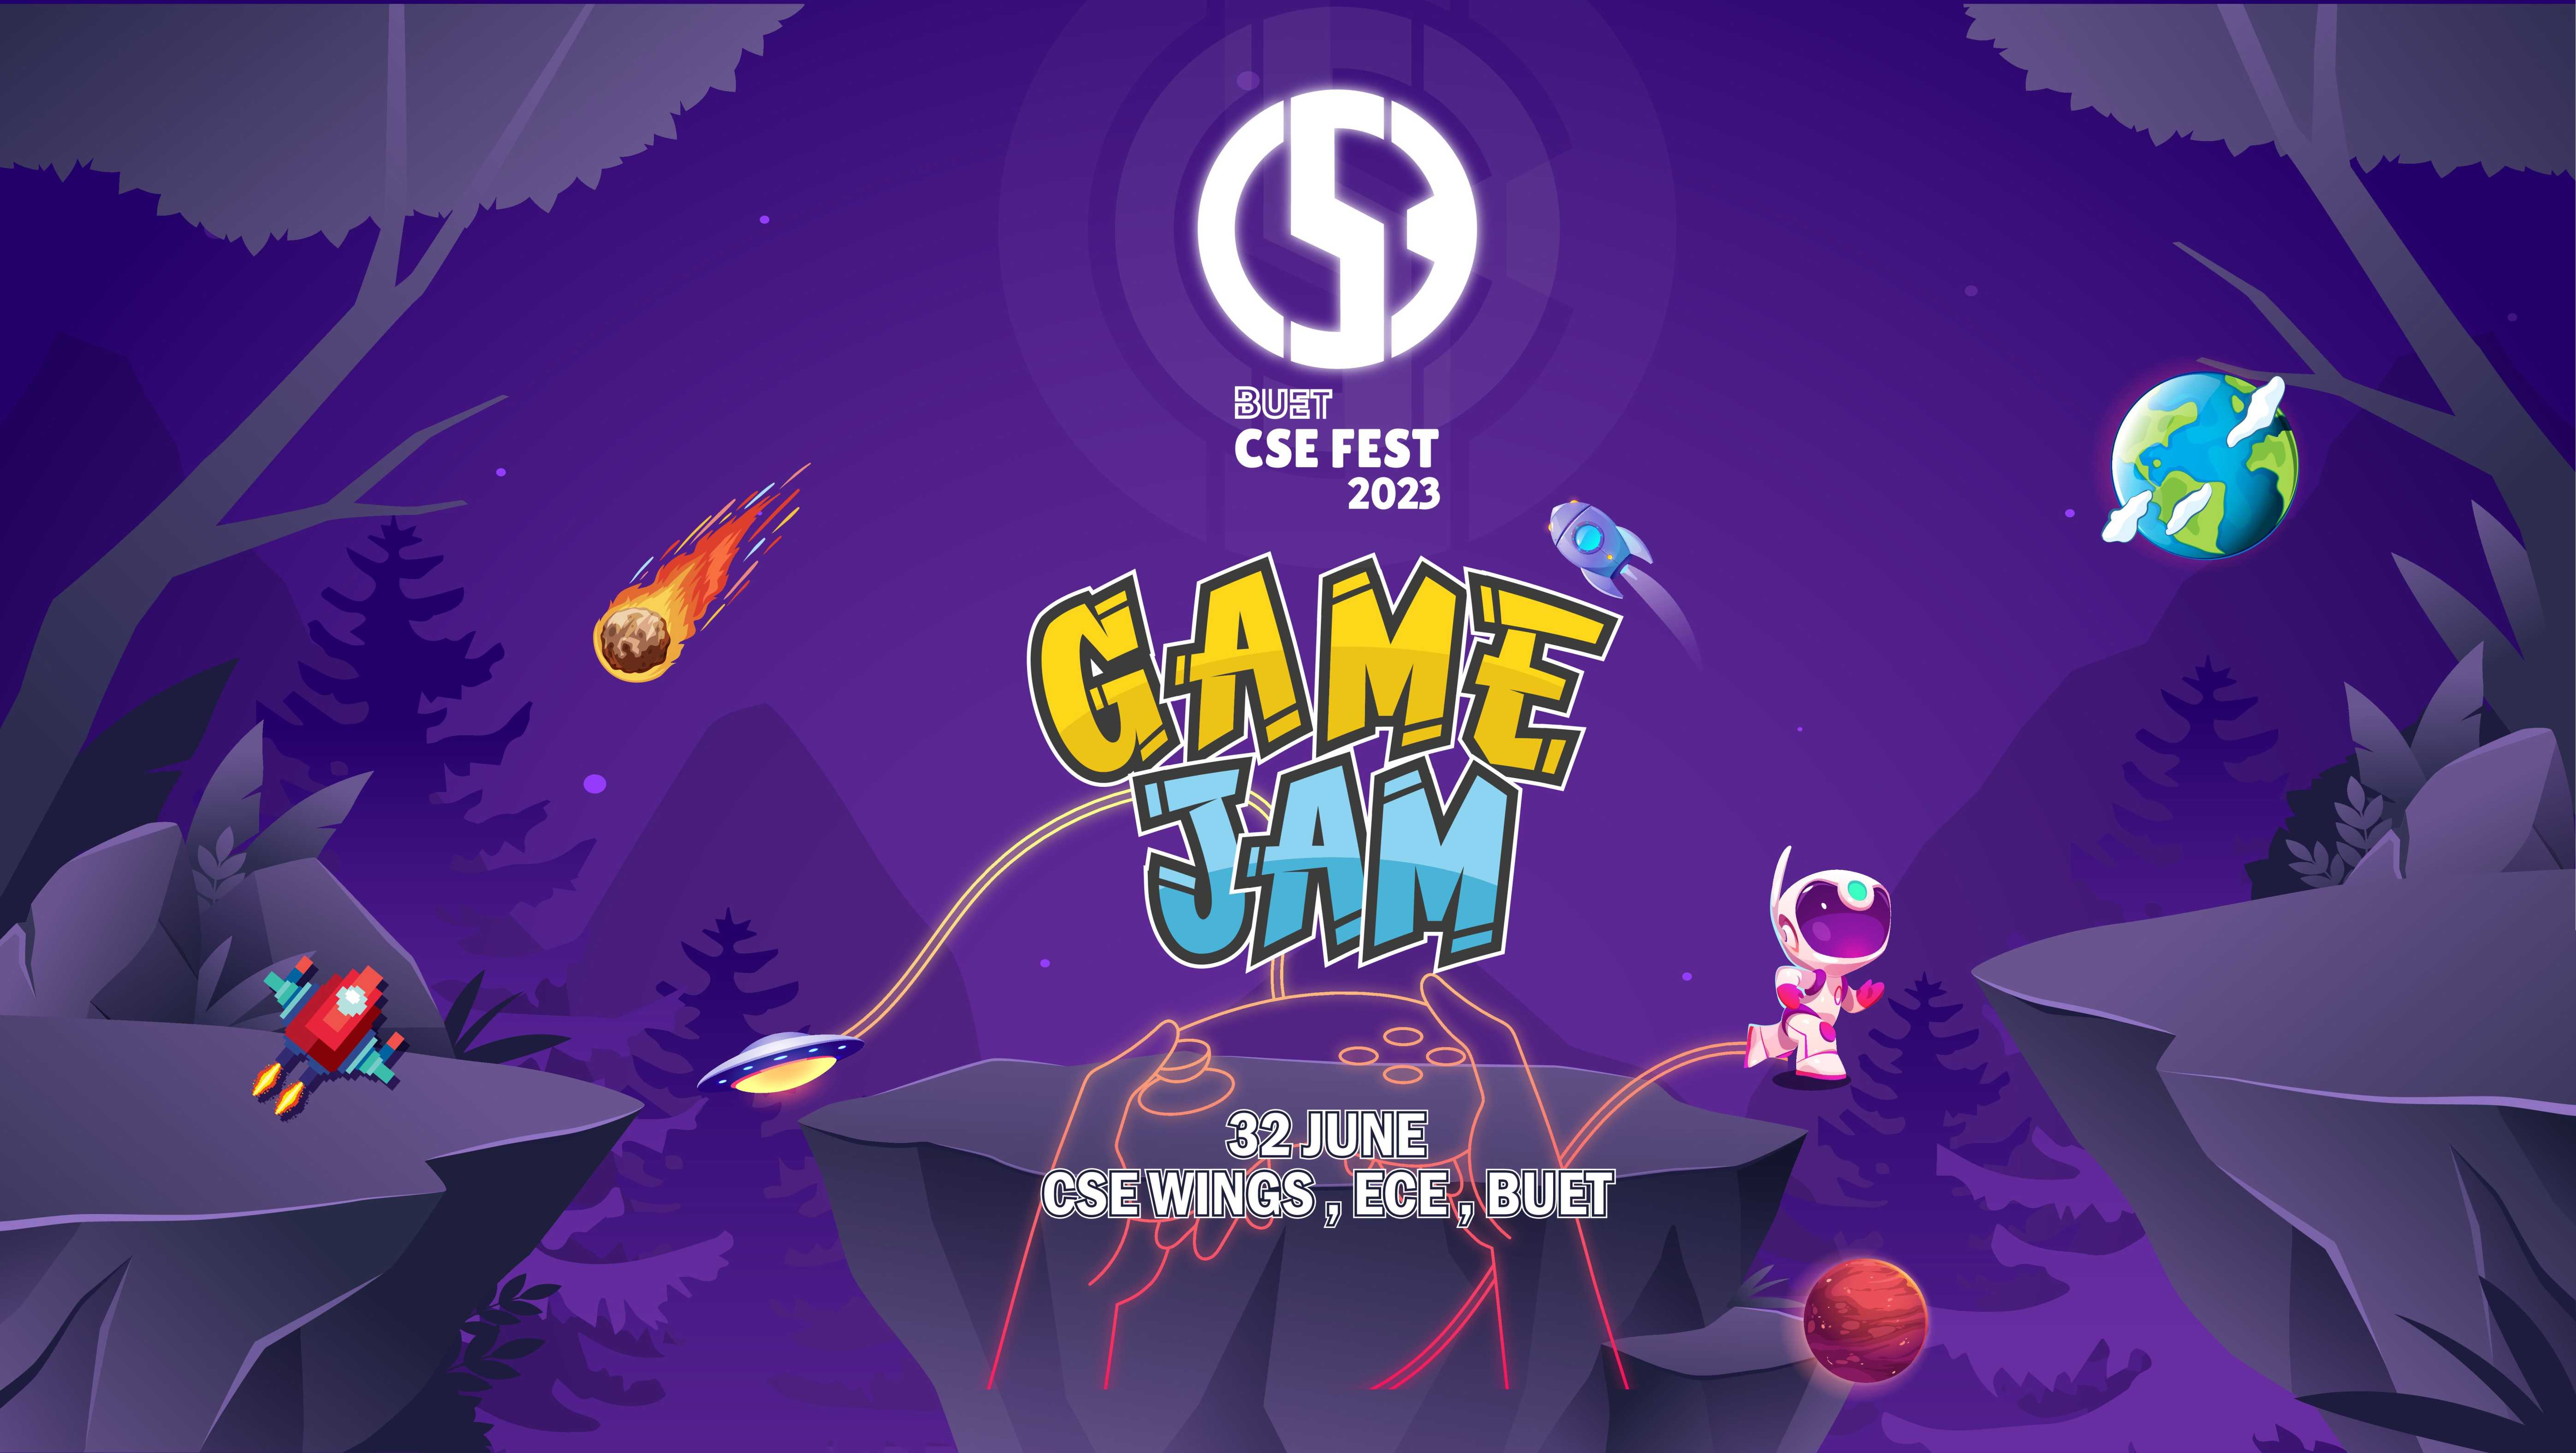 BUET
CSE FEST
2023
GAME
JAM
32 JUNE
CSE WINGS , ECE , BUET